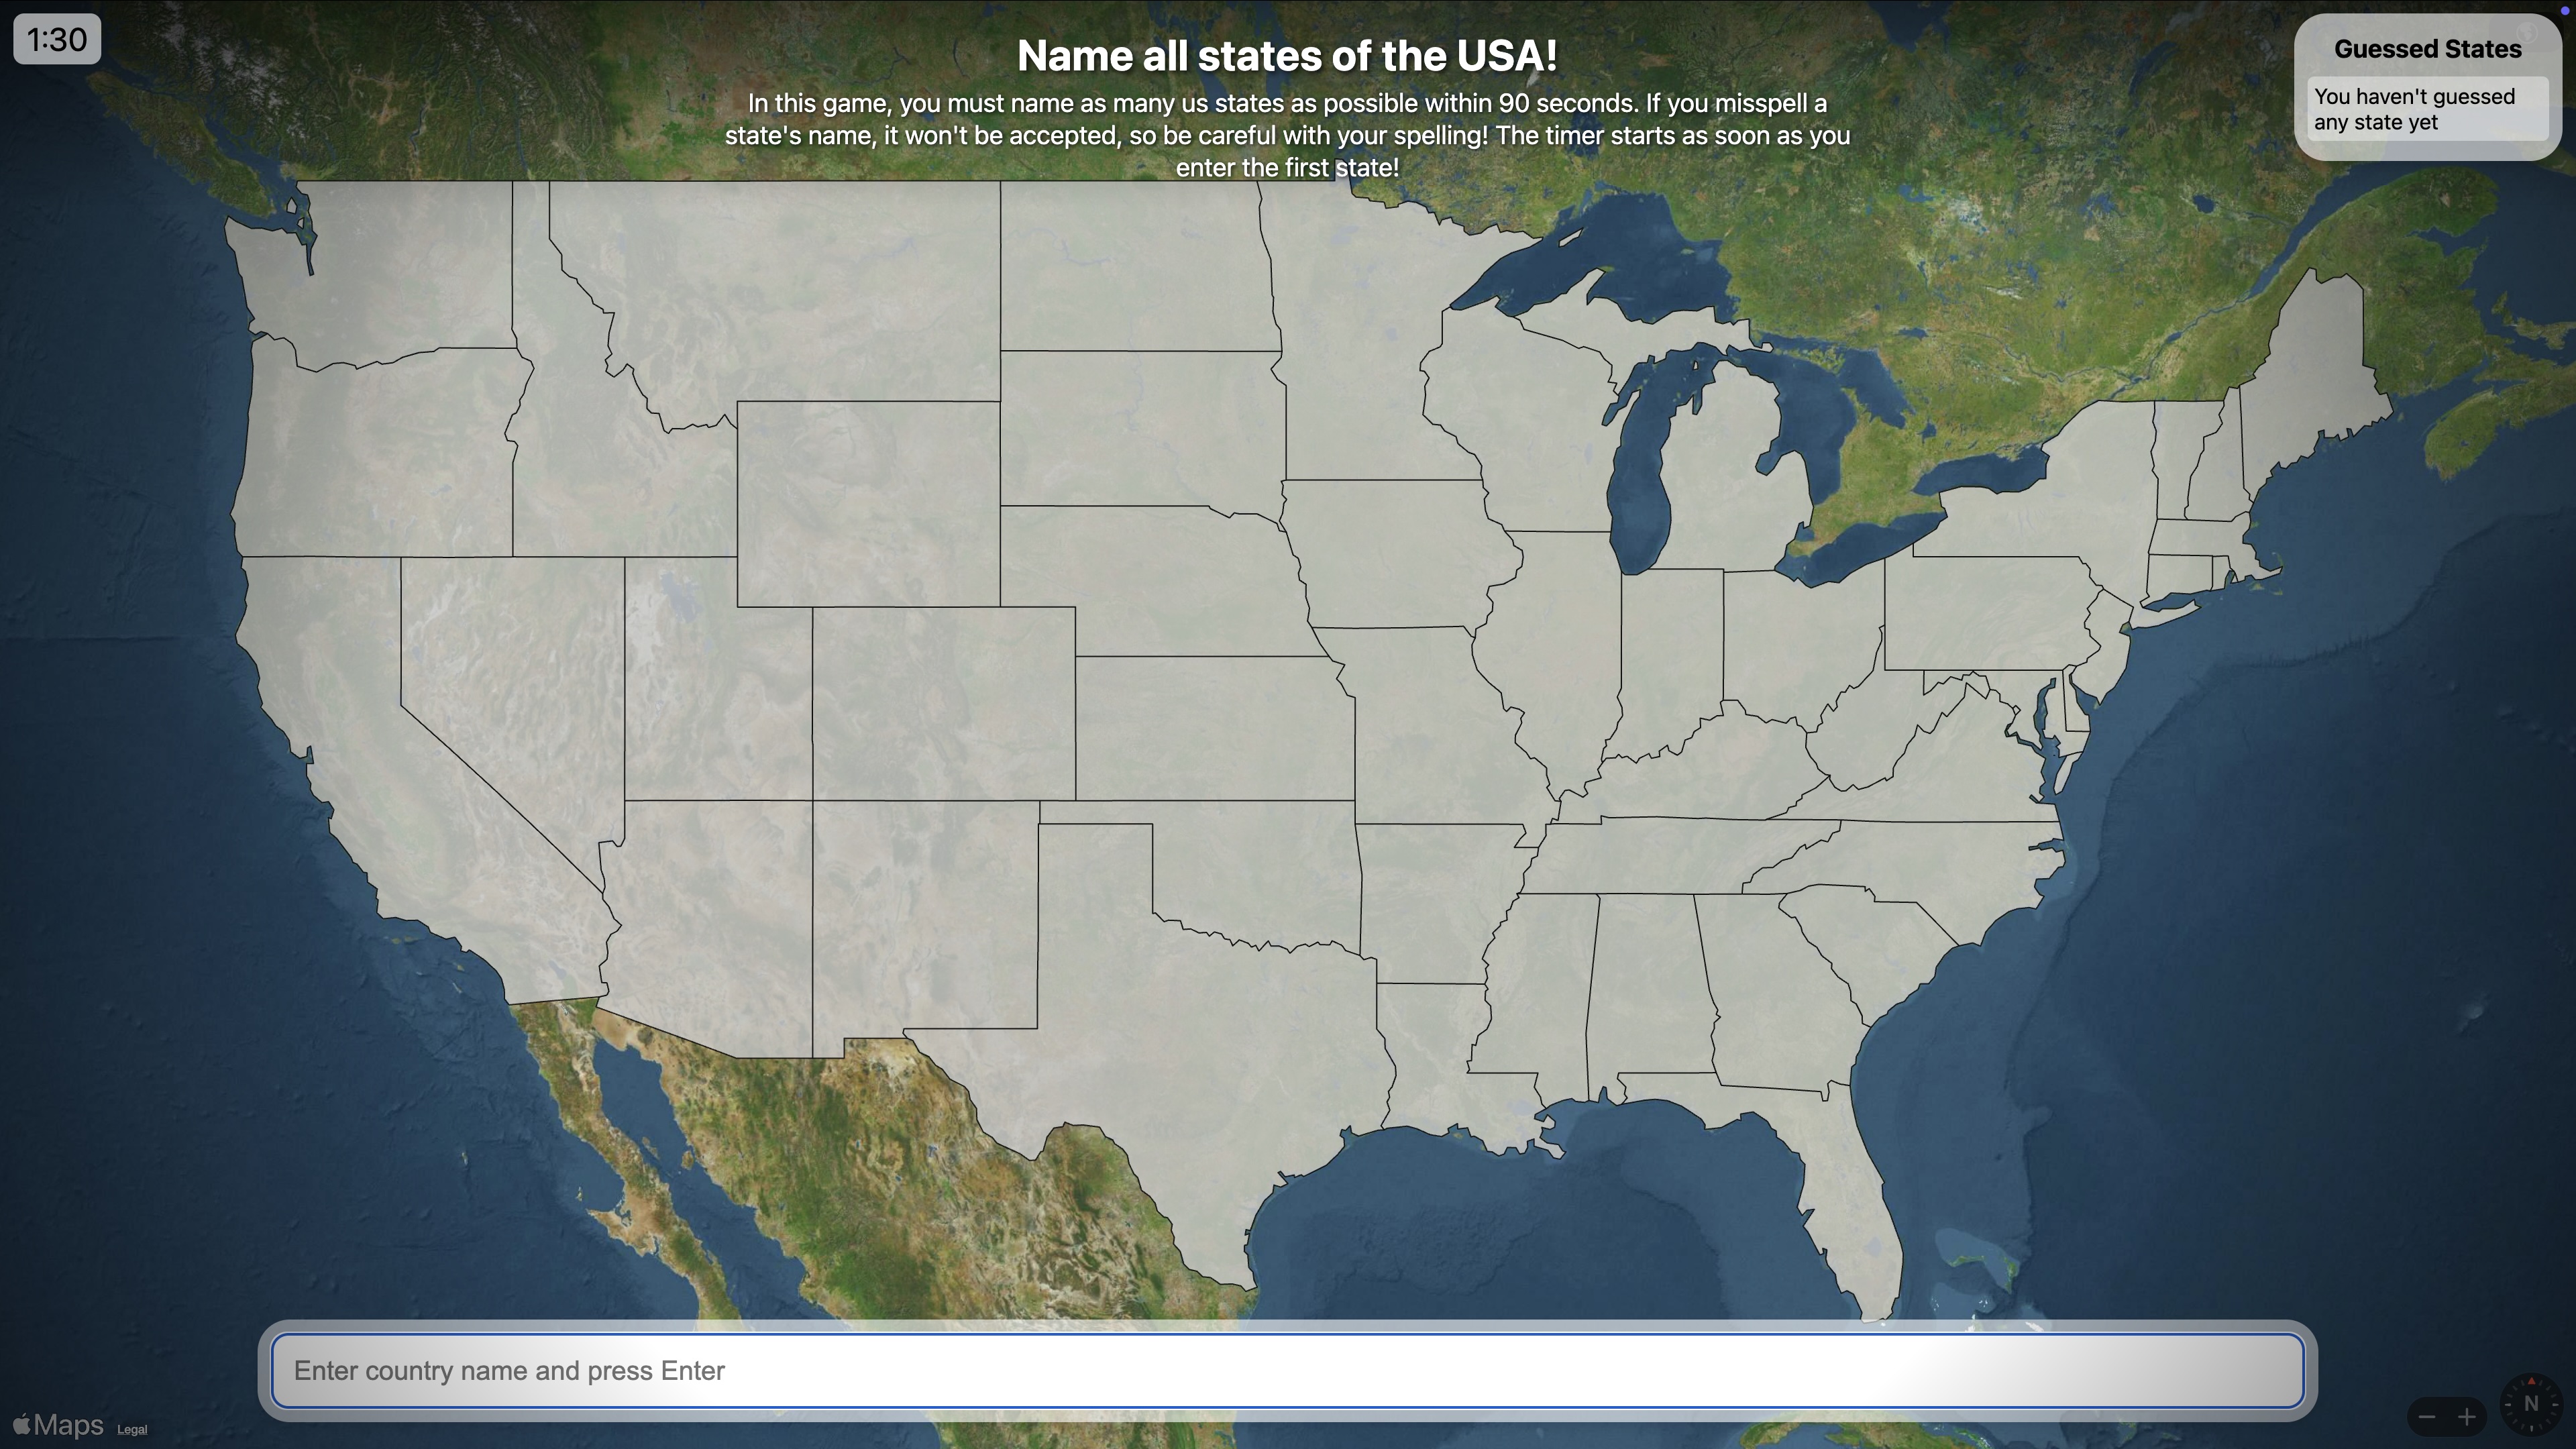 1:30
Name all states of the USA!
In this game, you must name as many us states as possible within 90 seconds. If you misspell a
state's name, it won't be accepted, so be careful with your spelling! The timer starts as soon as you
enter the first state!
Guessed States
You haven't guessed
any state yet
Enter country name and press Enter
Maps Legal
N